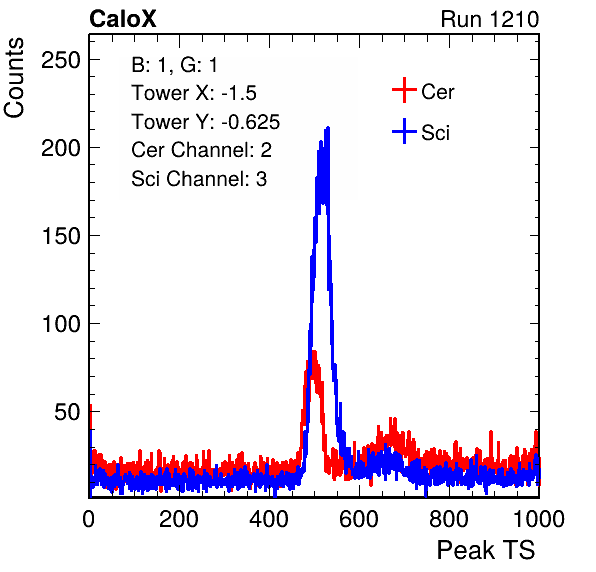 CaloX Run 1210
Counts
250
200
150
100
50
B: 1, G: 1
Tower X: -1.5
Tower Y: -0.625
Cer Channel: 2
Sci Channel: 3
Cer
Sci
0 200 400 600 800 1000
Peak TS